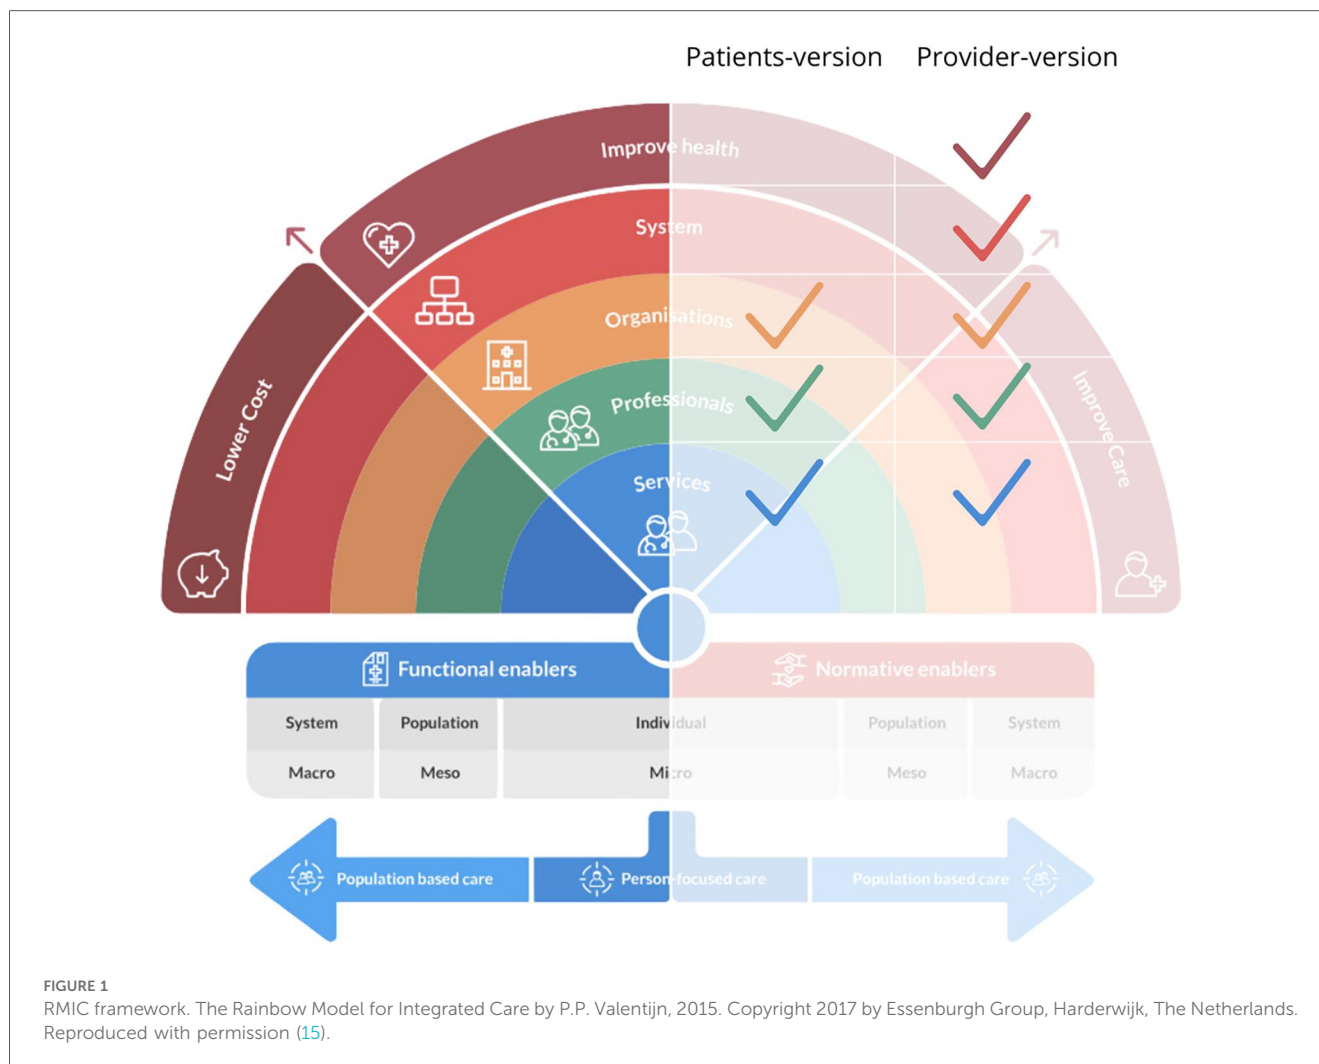 Patients-version
Provider-version
Improve health
System
Organisations
Professionals
Services
Lower Cost
Improve Care
Functional enablers
Normative enablers
System
Population
Individual
Population
System
Macro
Meso
Micro
Meso
Macro
Population based care
Person-focused care
Population based care
FIGURE 1
RMIC framework. The Rainbow Model for Integrated Care by P.P. Valentijn, 2015. Copyright 2017 by Essenburgh Group, Harderwijk, The Netherlands.
Reproduced with permission (15).